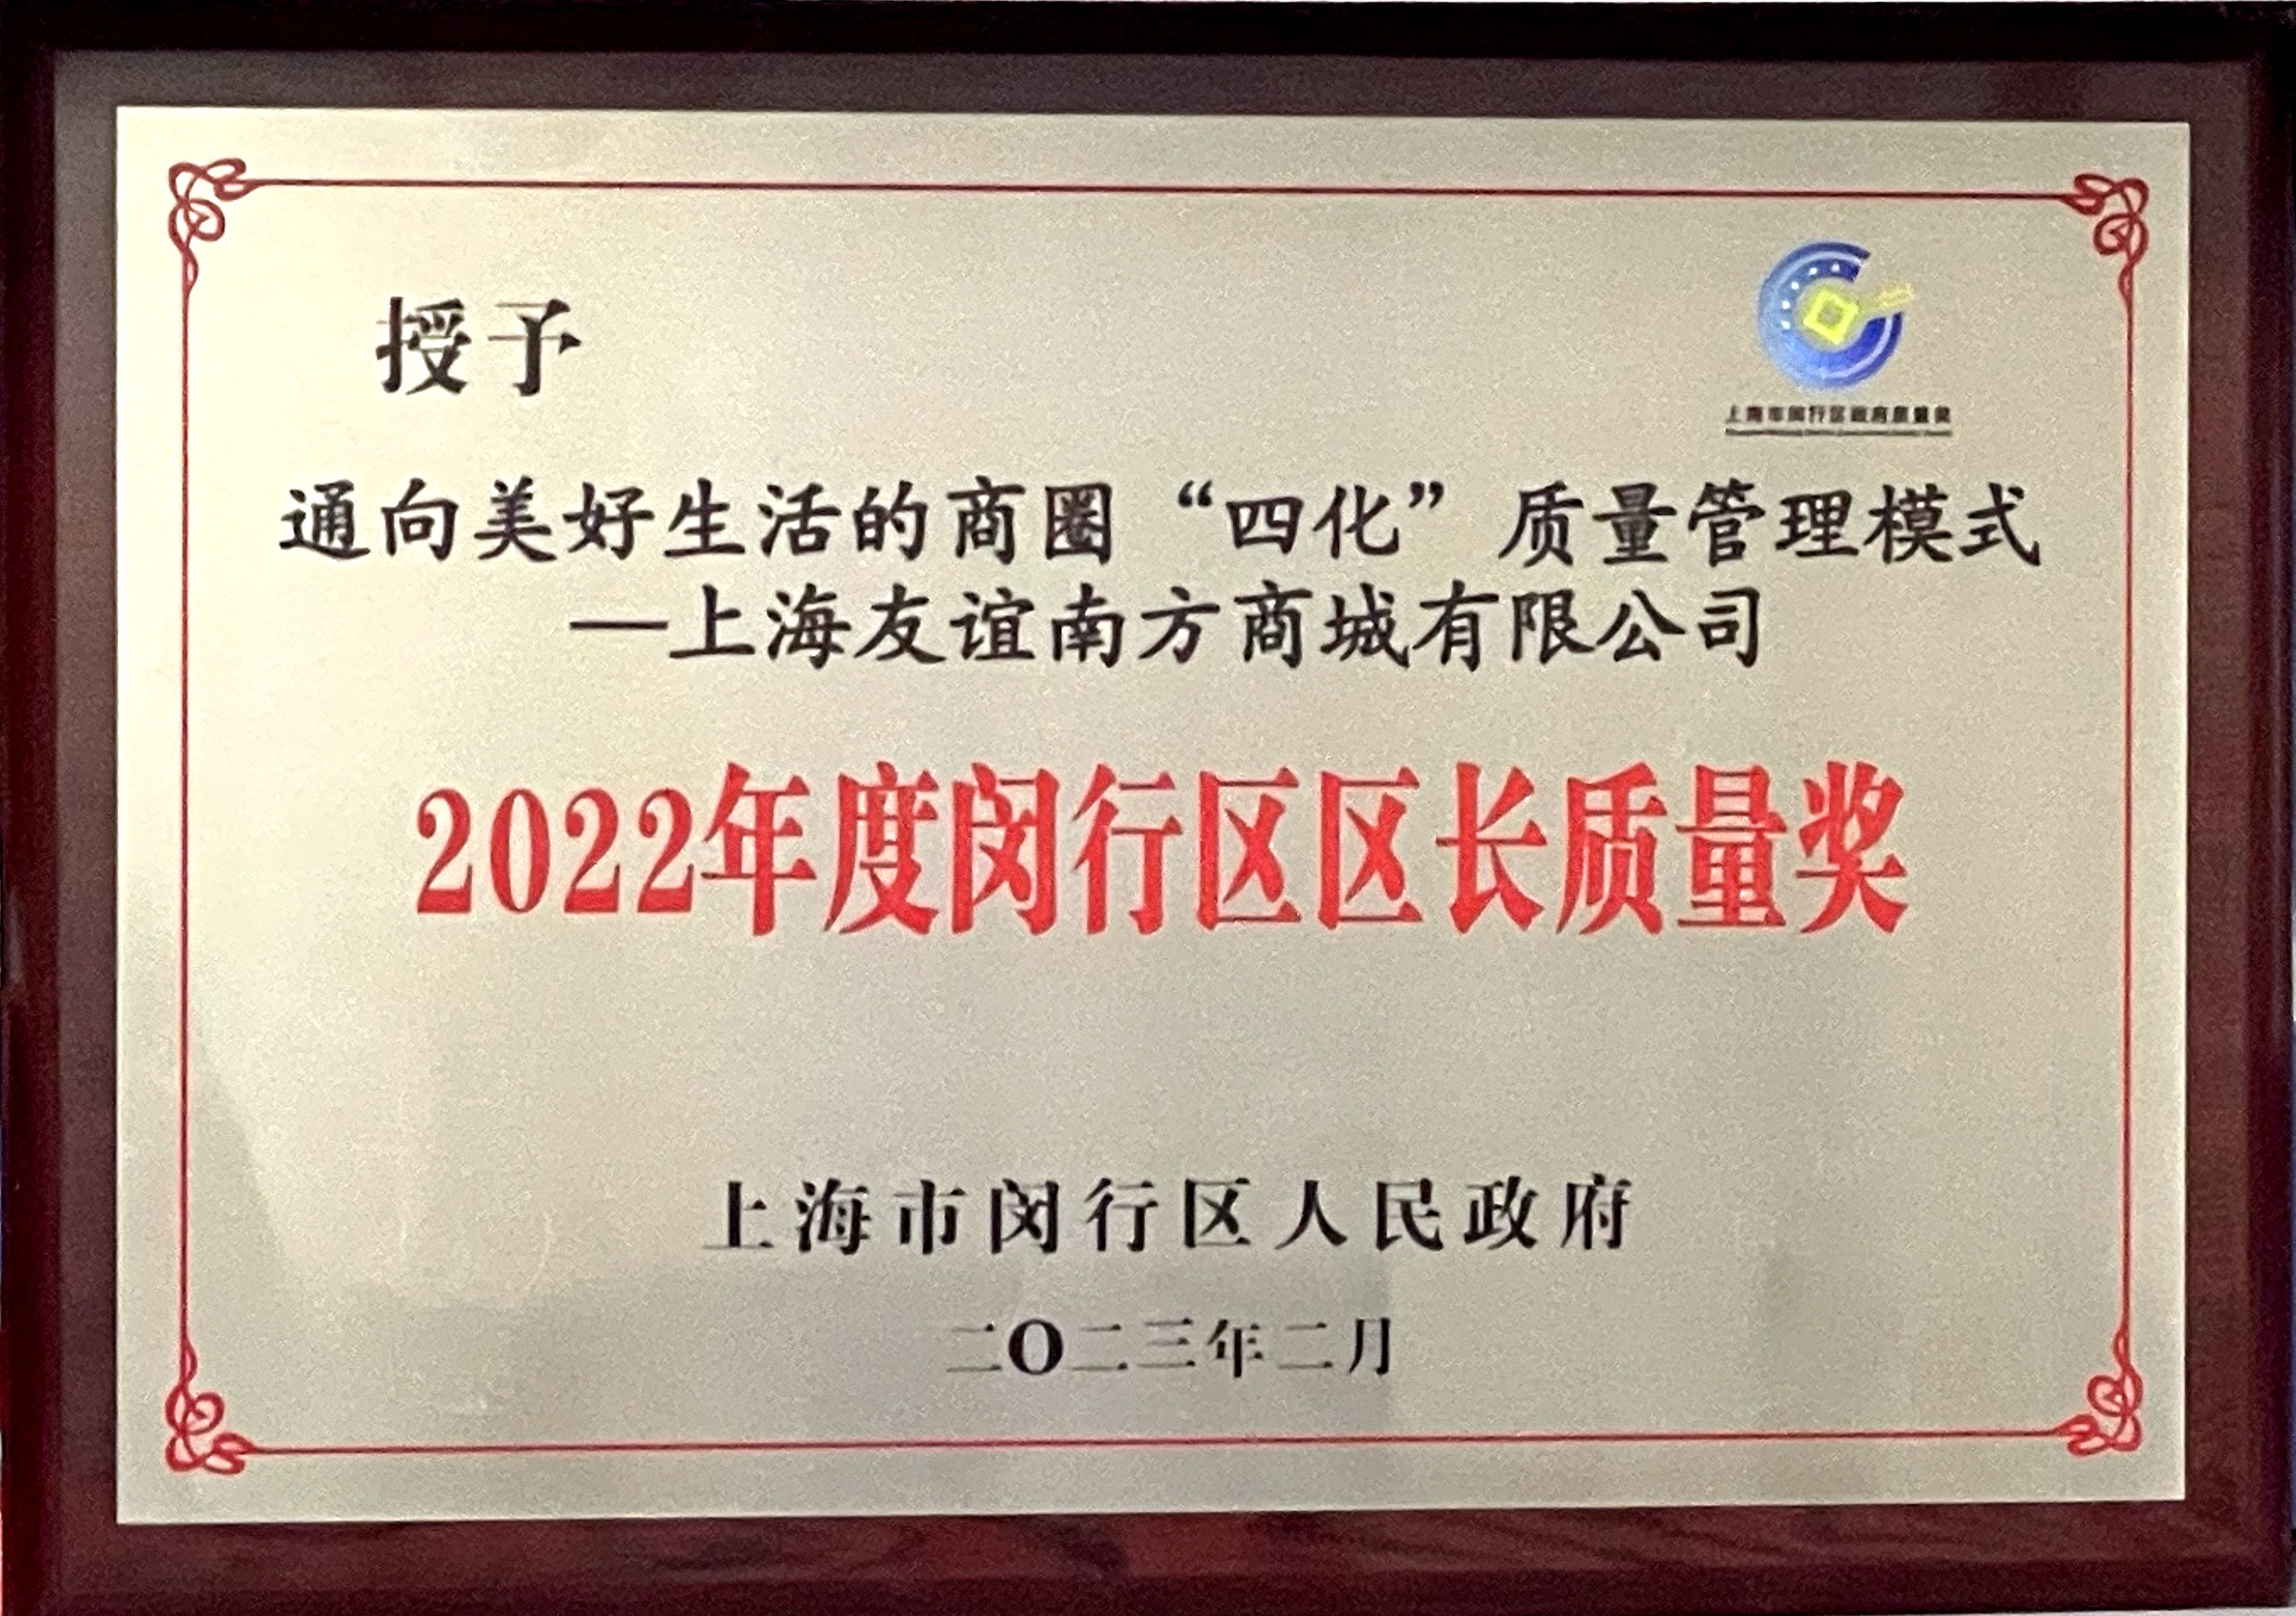 授予
上海市闵行区政府质量奖
通向美好生活的商圈“四化”质量管理模式
—上海友谊南方商城有限公司
2022年度闵行区区长质量奖
上海市闵行区人民政府
二O二三年二月